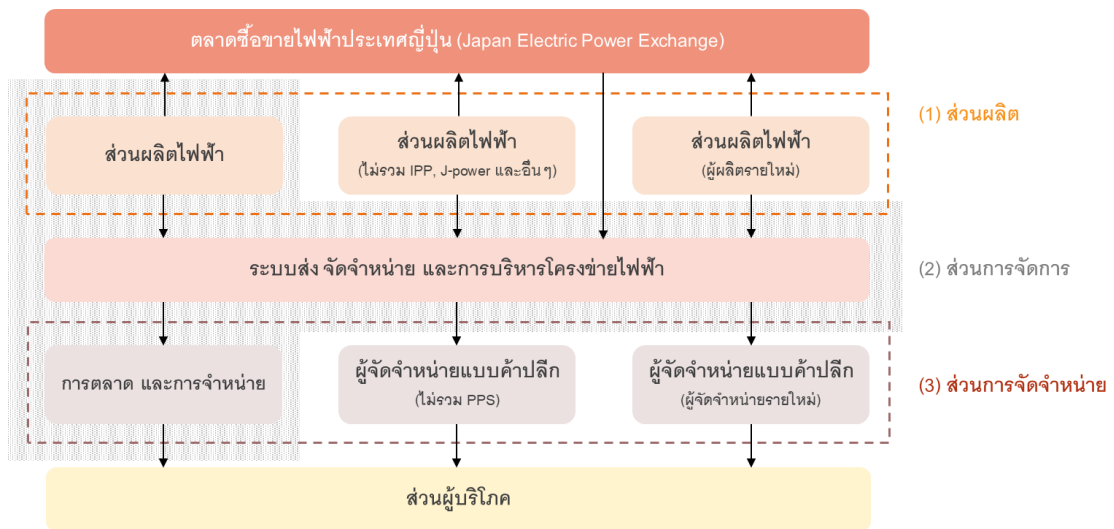 ตลาดซื้อขายไฟฟ้าประเทศญี่ปุ่น (Japan Electric Power Exchange)
(1) ส่วนผลิต
ส่วนผลิตไฟฟ้า
ส่วนผลิตไฟฟ้า
(ไม่รวม IPP, J-power และอื่นๆ)
ส่วนผลิตไฟฟ้า
(ผู้ผลิตรายใหม่)
ระบบส่ง จัดจำหน่าย และการบริหารโครงข่ายไฟฟ้า
(2) ส่วนการจัดการ
การตลาด และการจำหน่าย
ผู้จัดจำหน่ายแบบค้าปลีก
(ไม่รวม PPS)
ผู้จัดจำหน่ายแบบค้าปลีก
(ผู้จัดจำหน่ายรายใหม่)
(3) ส่วนการจัดจำหน่าย
ส่วนผู้บริโภค